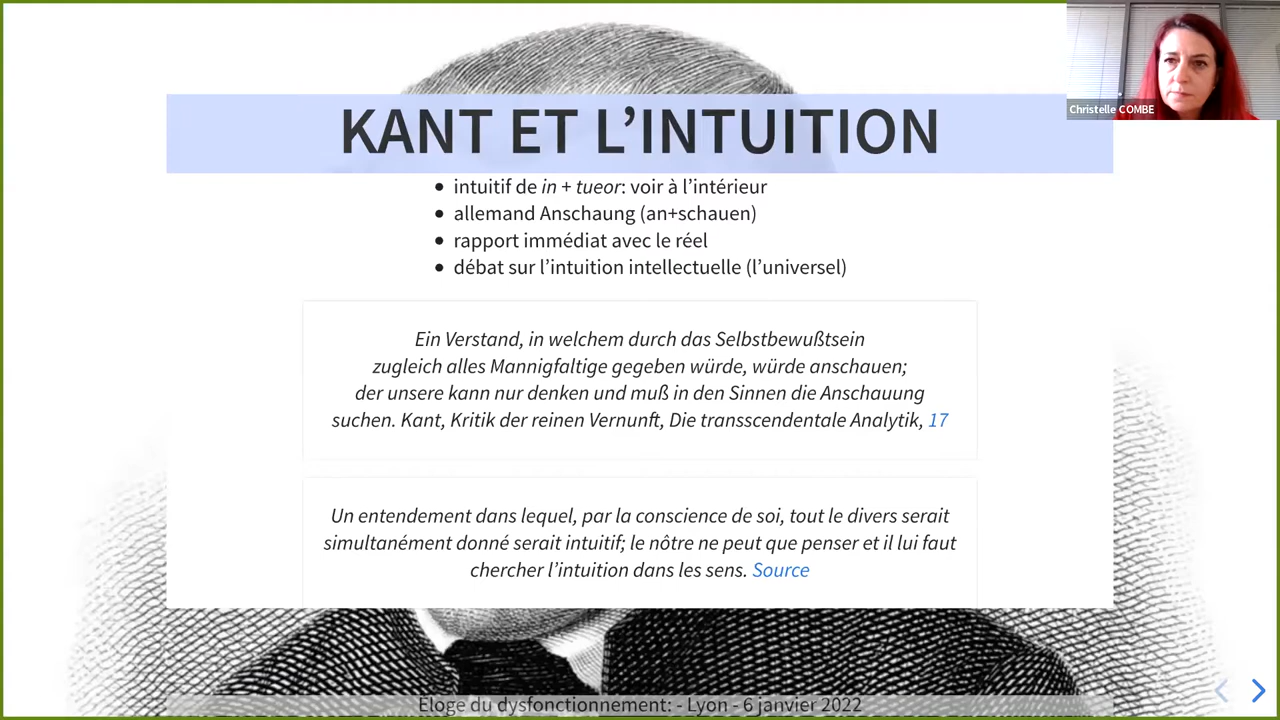 KANT ET L’INTUITION
Christelle COMBE
intuitif de in + tueor: voir à l’intérieur
allemand Anschaung (an+schauen)
rapport immédiat avec le réel
débat sur l’intuition intellectuelle (l’universel)
Ein Verstand, in welchem durch das Selbstbewußtsein
zugleich alles Mannigfaltige gegeben würde, würde anschauen;
der unsere kann nur denken und muß in den Sinnen die Anschauung
suchen. Kant, Kritik der reinen Vernunft, Die transscendentale Analytik, 17
Un entendement dans lequel, par la conscience de soi, tout le divers serait
simultanément donné serait intuitif; le nôtre ne peut que penser et il lui faut
chercher l’intuition dans les sens. Source
Eloge du dysfonctionnement: - Lyon - 6 janvier 2022